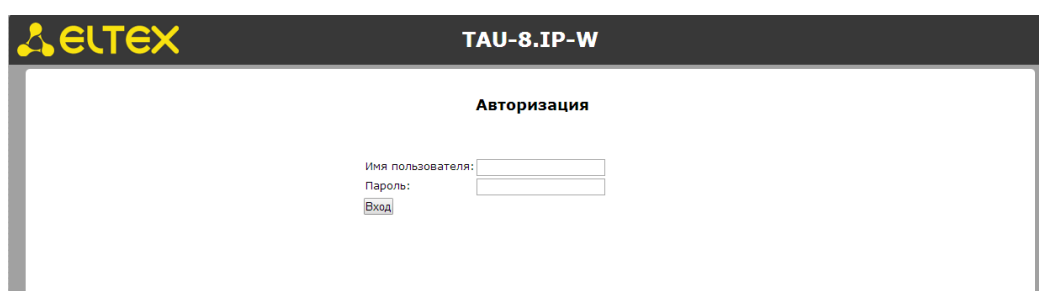 ELTEX TAU-8.IP-W
Авторизация
Имя пользователя:
Пароль:
Вход